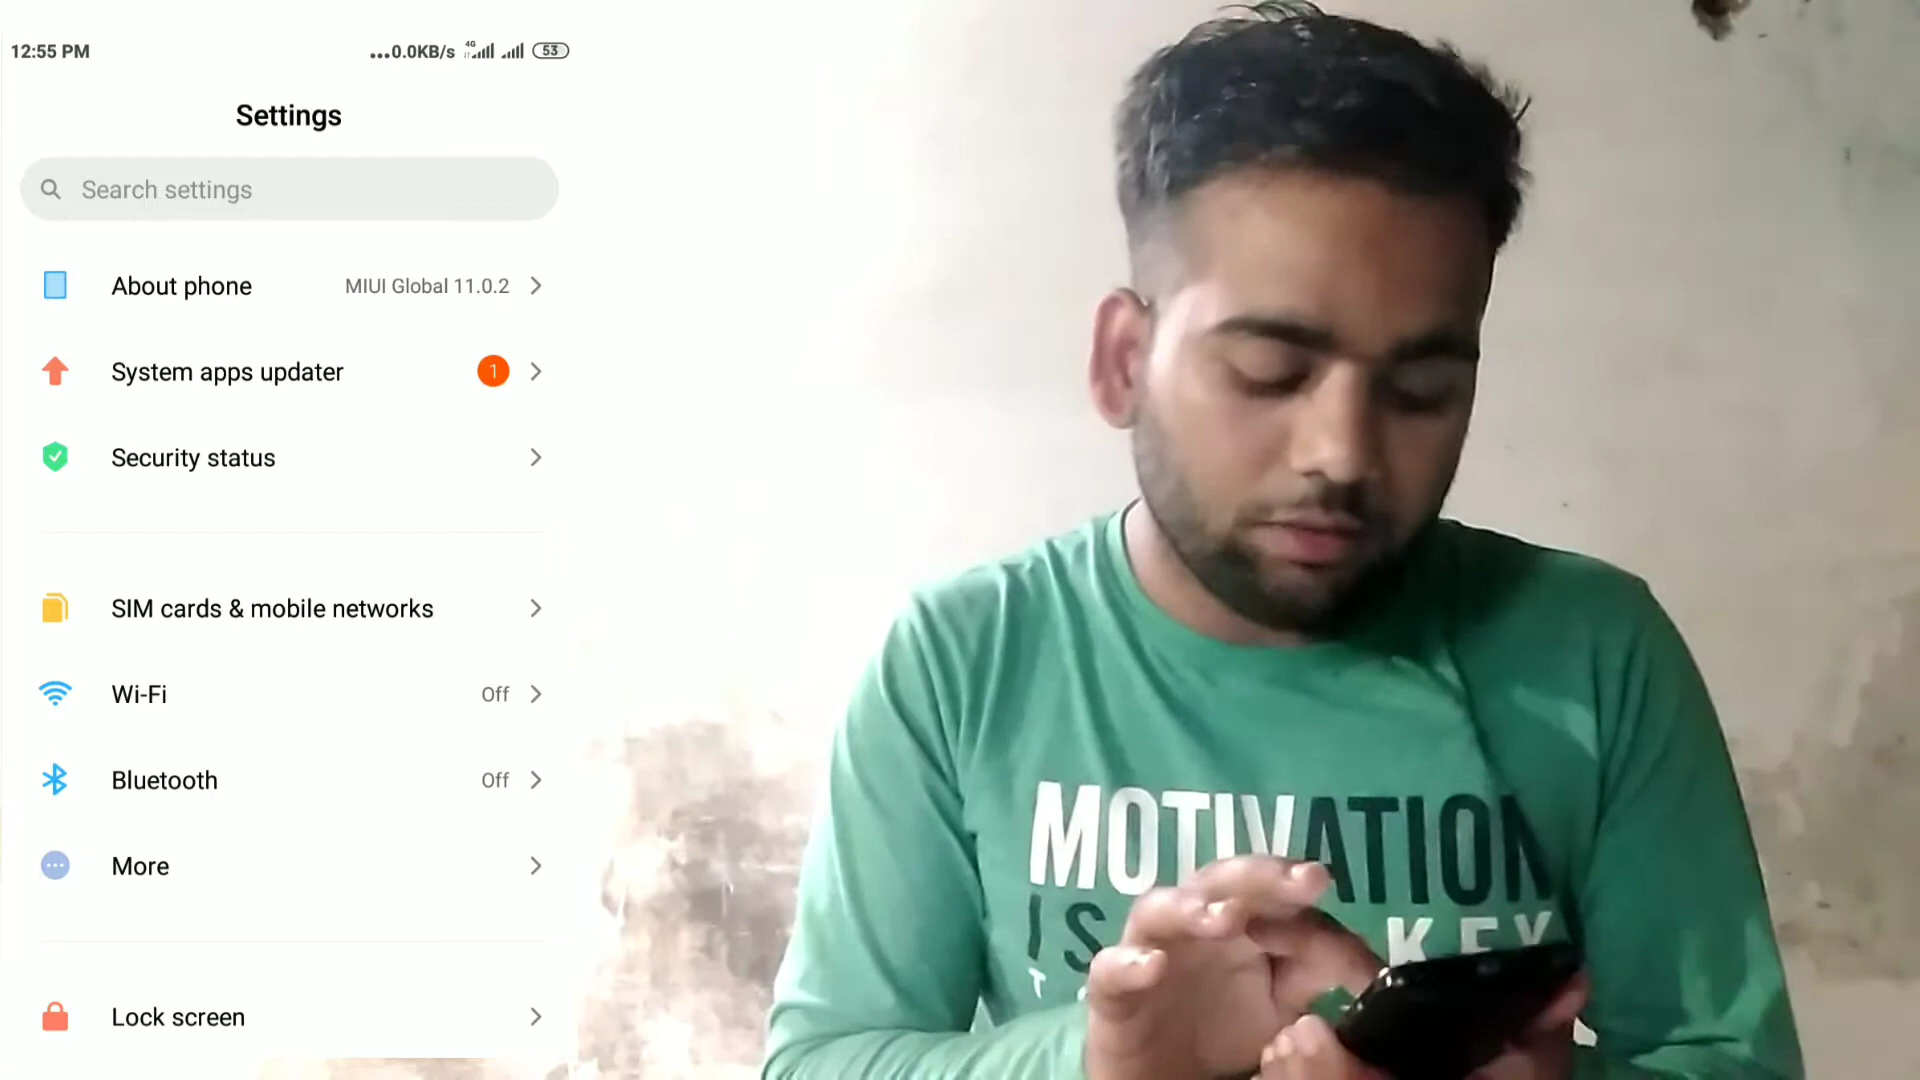 12:55 PM
...0.0KB/s 4G 53
Settings
Search settings
About phone MIUI Global 11.0.2
System apps updater 1
Security status
SIM cards & mobile networks
Wi-Fi Off
Bluetooth Off
More
Lock screen
MOTIVATION
IS KEY